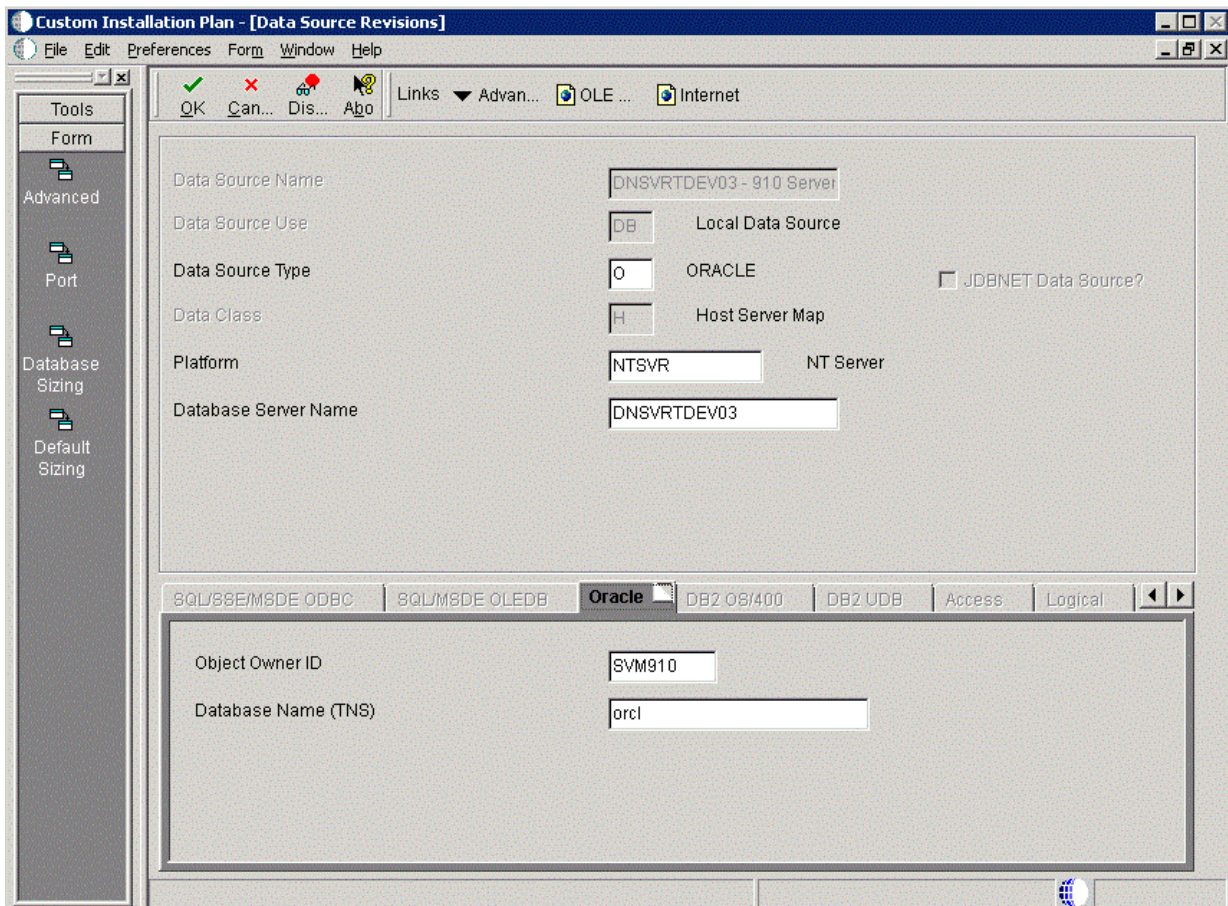 Custom Installation Plan - [Data Source Revisions]
File Edit Preferences Form Window Help
Tools
Form
Advanced
Port
Database
Sizing
Default
Sizing
OK Can... Dis... Abo Links Advan... OLE ... Internet
Data Source Name DNSVRTDEV03 - 910 Server
Data Source Use DB Local Data Source
Data Source Type O ORACLE JDBNET Data Source?
Data Class H Host Server Map
Platform NTSVR NT Server
Database Server Name DNSVRTDEV03
SQL/SSE/MSDE ODBC SQL/MSDE OLEDB Oracle DB2 OS/400 DB2 UDB Access Logical
Object Owner ID SVM910
Database Name (TNS) orcl